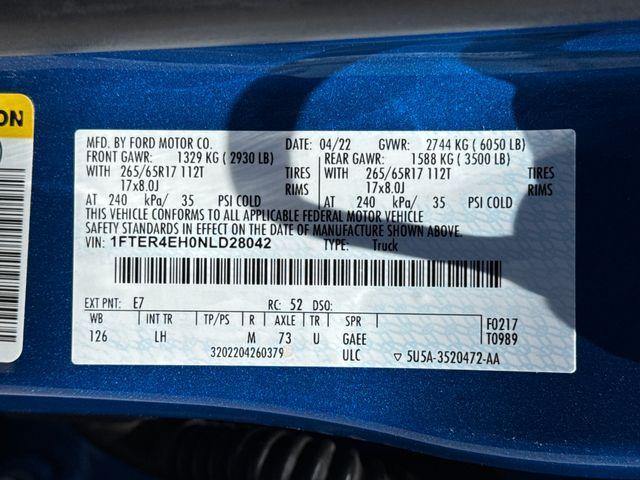 ON
MFD. BY FORD MOTOR CO. DATE: 04/22 GVWR: 2744 KG ( 6050 LB)
FRONT GAWR: 1329 KG ( 2930 LB) REAR GAWR: 1588 KG ( 3500 LB)
WITH 265/65R17 112T TIRES WITH 265/65R17 112T TIRES
17x8.0J RIMS 17x8.0J RIMS
AT 240 kPa/ 35 PSI COLD AT 240 kPa/ 35 PSI COLD
THIS VEHICLE CONFORMS TO ALL APPLICABLE FEDERAL MOTOR VEHICLE
SAFETY STANDARDS IN EFFECT ON THE DATE OF MANUFACTURE SHOWN ABOVE.
VIN: 1FTER4EH0NLD28042 TYPE: Truck
EXT PNT: E7 RC: 52 DSO:
WB INT TR TP/PS R AXLE TR SPR F0217
126 LH M 73 U GAEE T0989
3202204260379 ULC ▽ 5U5A-3520472-AA